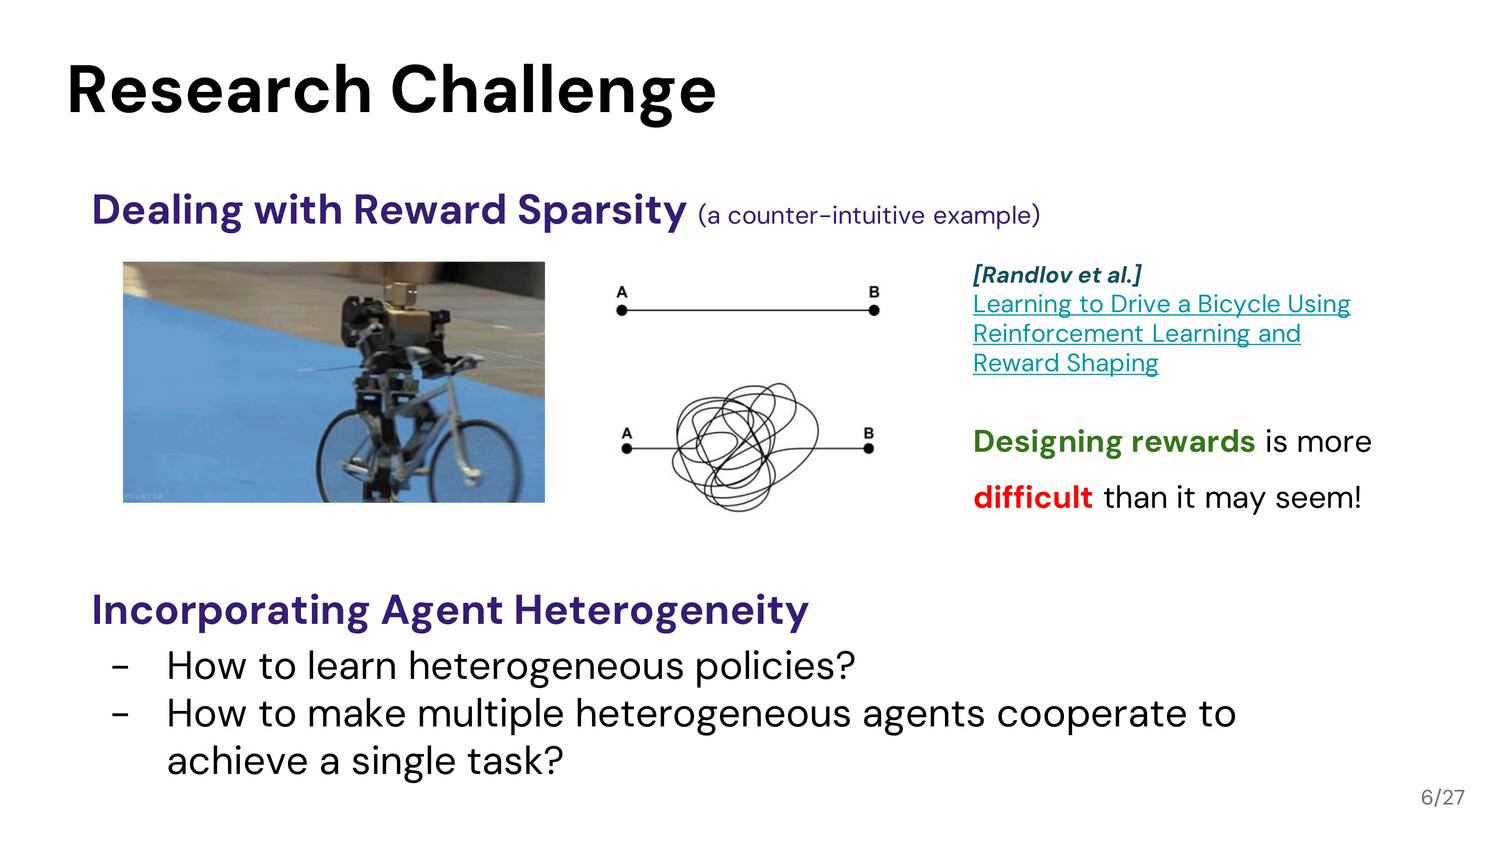 Research Challenge
Dealing with Reward Sparsity (a counter-intuitive example)
niverse
A B
A B
[Randlov et al.]
Learning to Drive a Bicycle Using
Reinforcement Learning and
Reward Shaping
Designing rewards is more
difficult than it may seem!
Incorporating Agent Heterogeneity
- How to learn heterogeneous policies?
- How to make multiple heterogeneous agents cooperate to
achieve a single task?
6/27